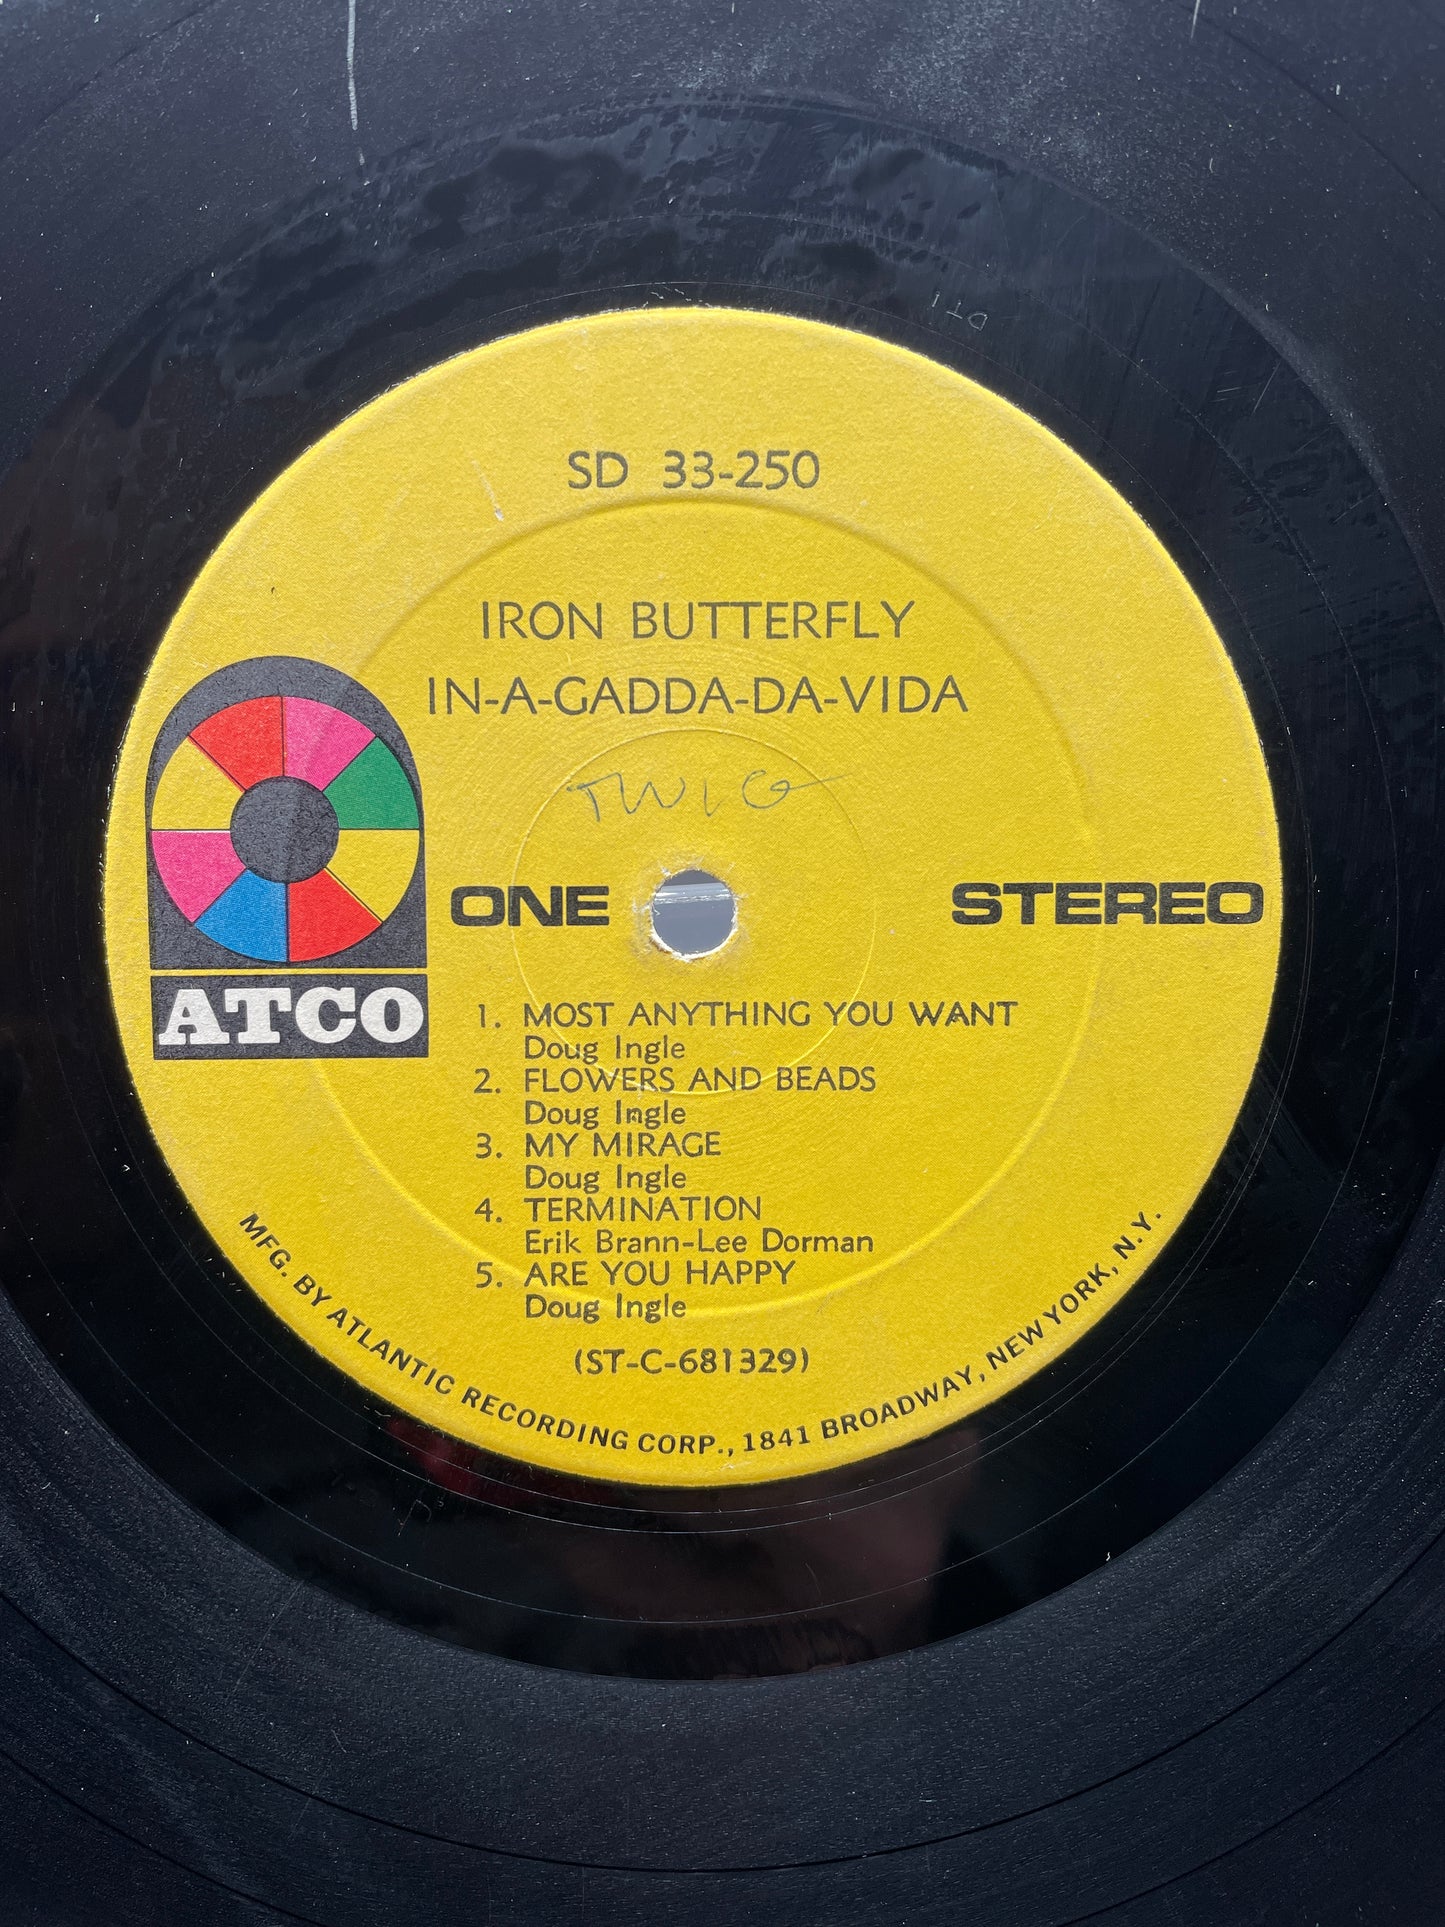 SD 33-250
IRON BUTTERFLY
IN-A-GADDA-DA-VIDA
TWIG
ONE
STEREO
ATCO
1. MOST ANYTHING YOU WANT
Doug Ingle
2. FLOWERS AND BEADS
Doug Ingle
3. MY MIRAGE
Doug Ingle
4. TERMINATION
Erik Brann-Lee Dorman
5. ARE YOU HAPPY
Doug Ingle
(ST-C-681329)
MFG. BY ATLANTIC RECORDING CORP., 1841 BROADWAY, NEW YORK, N.Y.